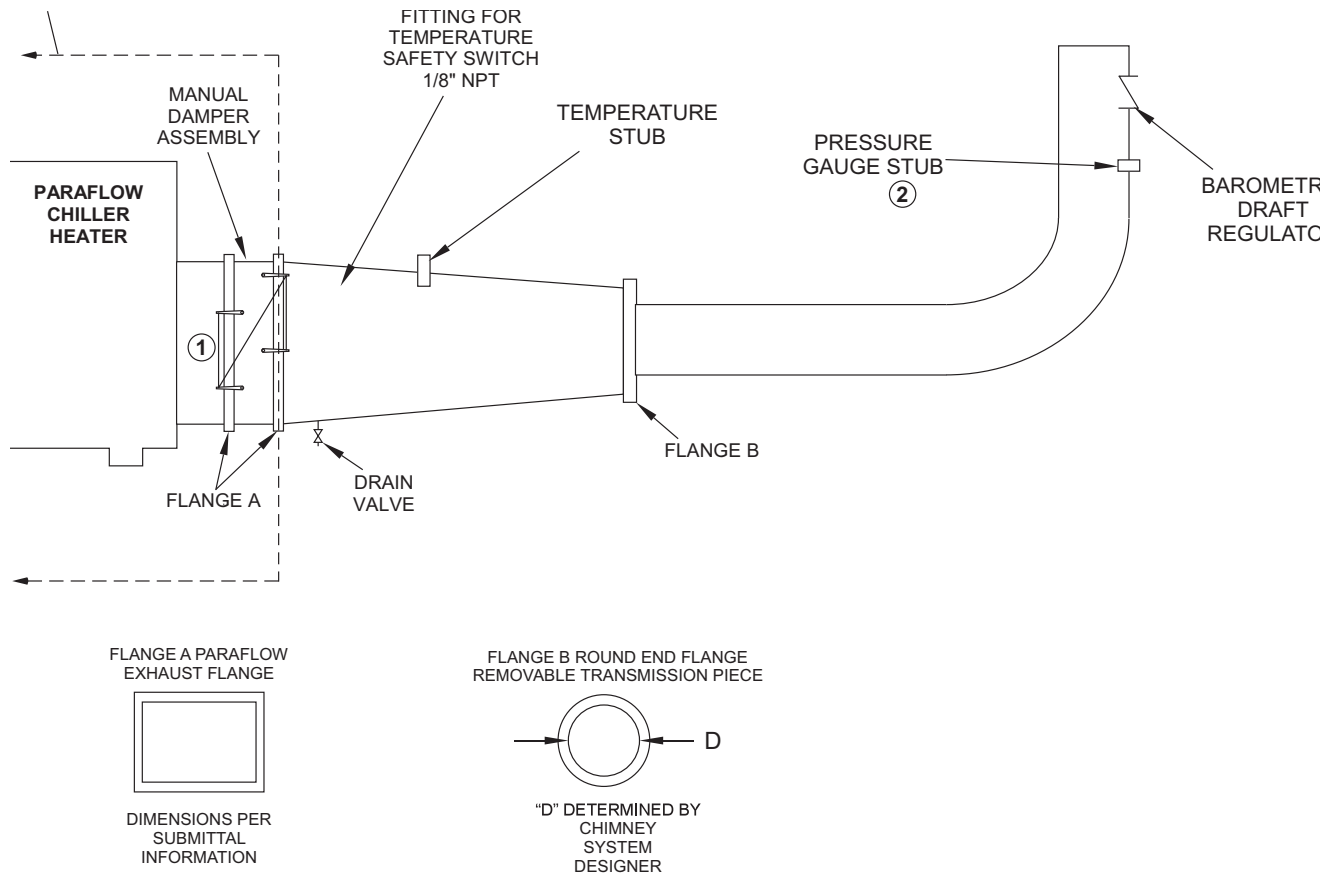 FITTING FOR
TEMPERATURE
SAFETY SWITCH
1/8" NPT
MANUAL
DAMPER
ASSEMBLY
TEMPERATURE
STUB
PRESSURE
GAUGE STUB
2
BAROMETR
DRAFT
REGULATO
PARAFLOW
CHILLER
HEATER
1
FLANGE B
FLANGE A
DRAIN
VALVE
FLANGE A PARAFLOW
EXHAUST FLANGE
DIMENSIONS PER
SUBMITTAL
INFORMATION
FLANGE B ROUND END FLANGE
REMOVABLE TRANSMISSION PIECE
D
“D” DETERMINED BY
CHIMNEY
SYSTEM
DESIGNER